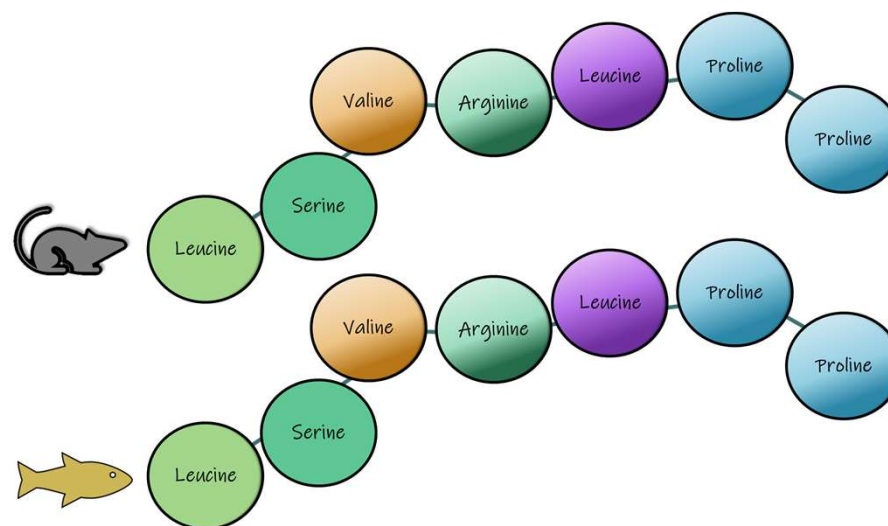 Leucine
Serine
Valine
Arginine
Leucine
Proline
Proline
Leucine
Serine
Valine
Arginine
Leucine
Proline
Proline